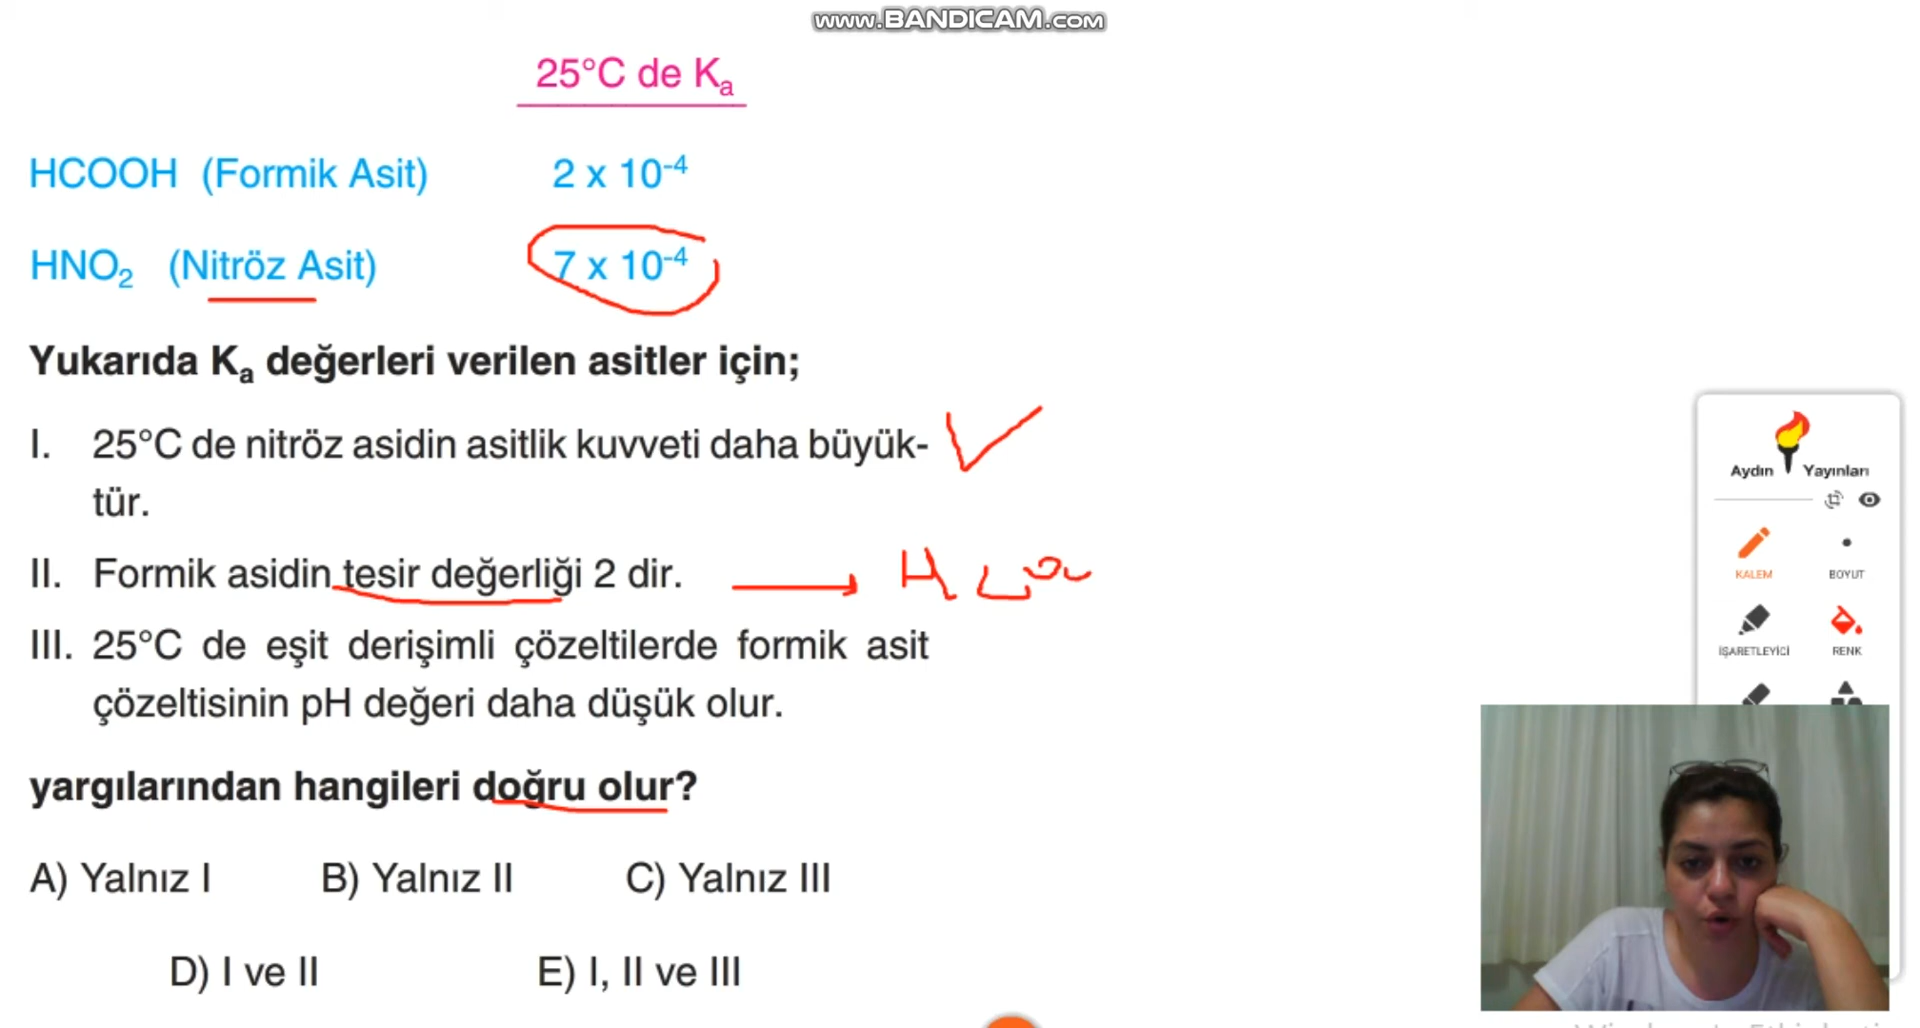 www.BANDICAM.com
25°C de Kₐ
HCOOH (Formik Asit) 2 x 10⁻⁴
HNO₂ (Nitröz Asit) 7 x 10⁻⁴
Yukarıda Kₐ değerleri verilen asitler için;
I. 25°C de nitröz asidin asitlik kuvveti daha büyük-
tür.
II. Formik asidin tesir değerliği 2 dir.
III. 25°C de eşit derişimli çözeltilerde formik asit
çözeltisinin pH değeri daha düşük olur.
yargılarından hangileri doğru olur?
A) Yalnız I B) Yalnız II C) Yalnız III
D) I ve II E) I, II ve III
Aydın Yayınları
KALEM BOYUT
İŞARETLEYİCİ RENK